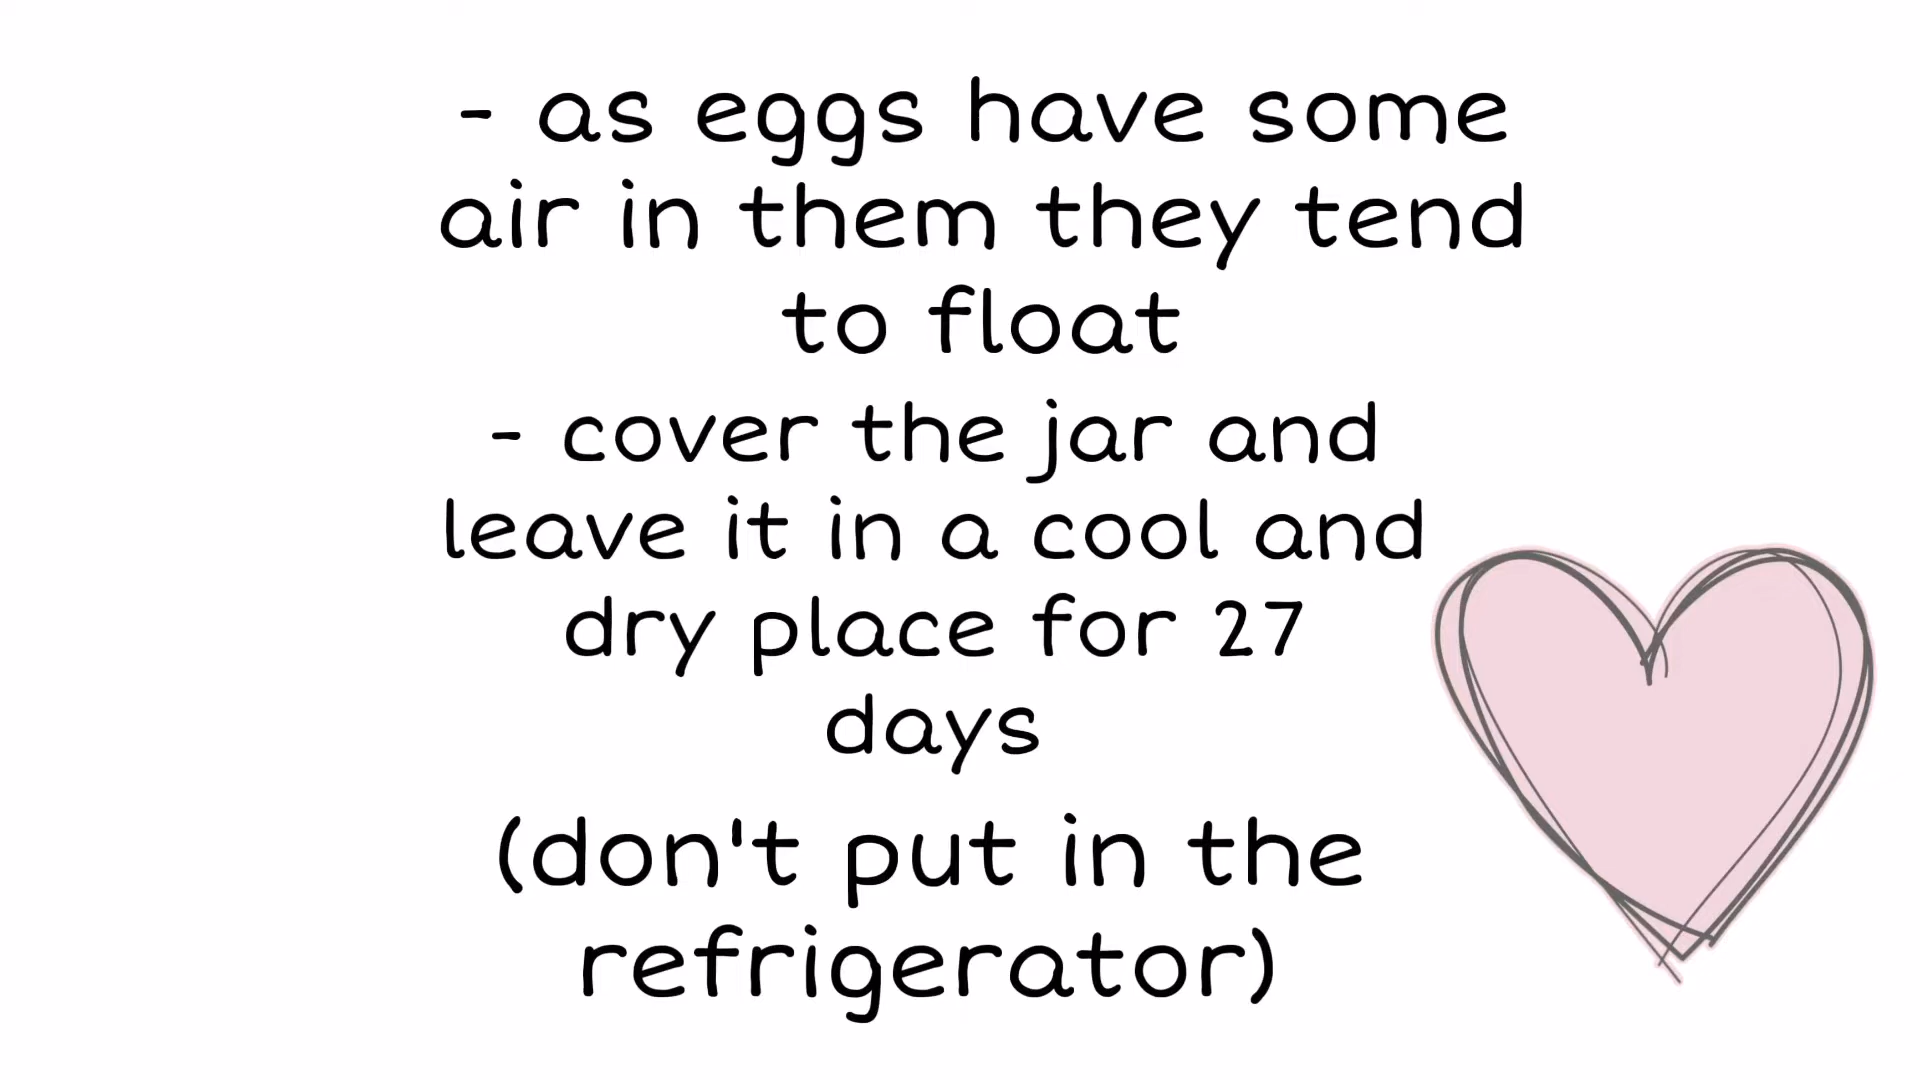 - as eggs have some
air in them they tend
to float
- cover the jar and
leave it in a cool and
dry place for 27
days
(don't put in the
refrigerator)